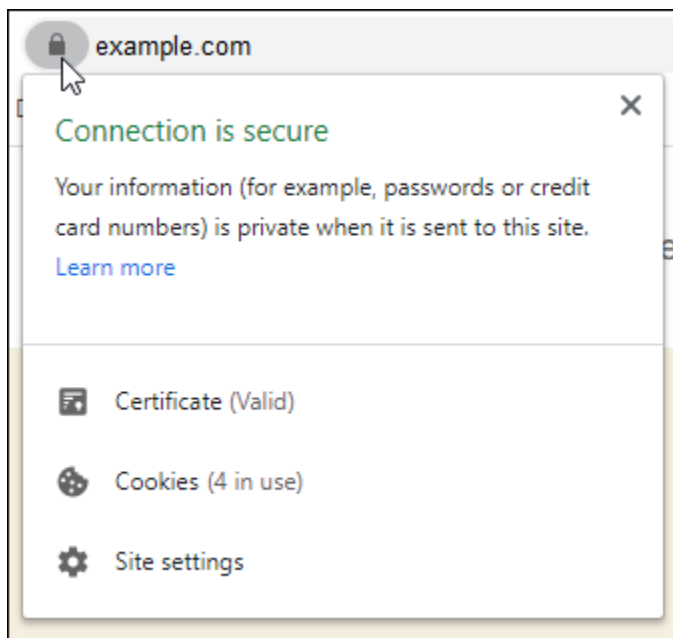 example.com
Connection is secure
Your information (for example, passwords or credit
card numbers) is private when it is sent to this site.
Learn more
Certificate (Valid)
Cookies (4 in use)
Site settings